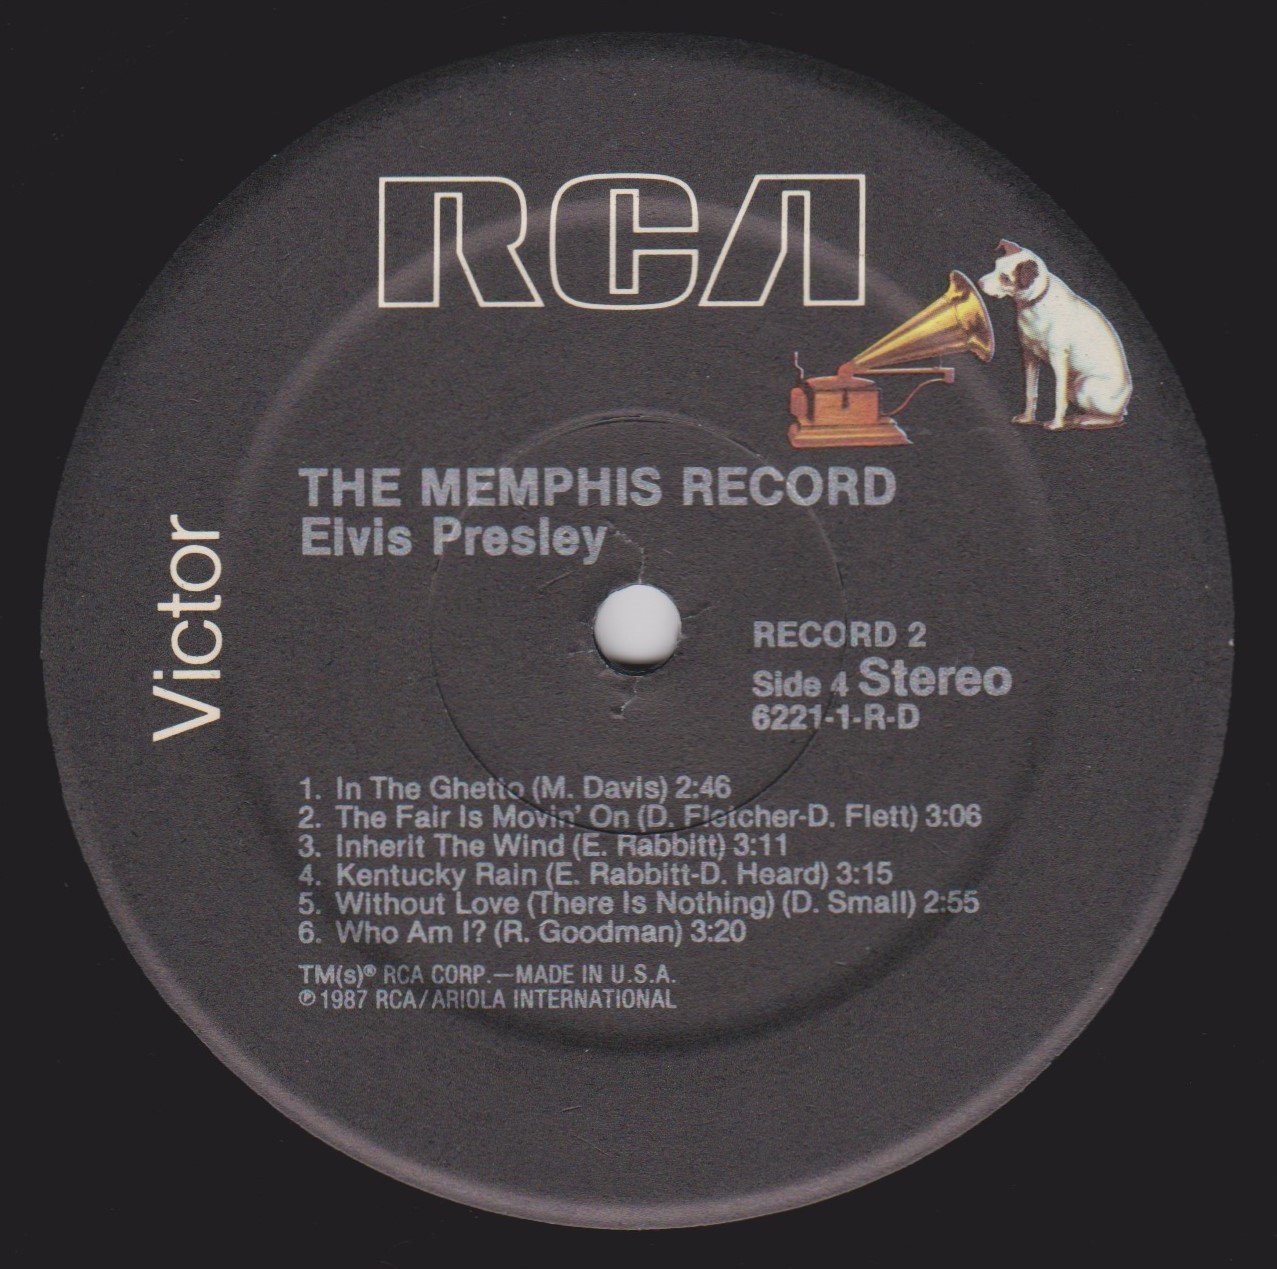 RCA
Victor
THE MEMPHIS RECORD
Elvis Presley
RECORD 2
Side 4 Stereo
6221-1-R-D
1. In The Ghetto (M. Davis) 2:46
2. The Fair Is Movin' On (D. Fletcher-D. Flett) 3:06
3. Inherit The Wind (E. Rabbitt) 3:11
4. Kentucky Rain (E. Rabbitt-D. Heard) 3:15
5. Without Love (There Is Nothing) (D. Small) 2:55
6. Who Am I? (R. Goodman) 3:20
TM(s)® RCA CORP.—MADE IN U.S.A.
℗1987 RCA/ARIOLA INTERNATIONAL